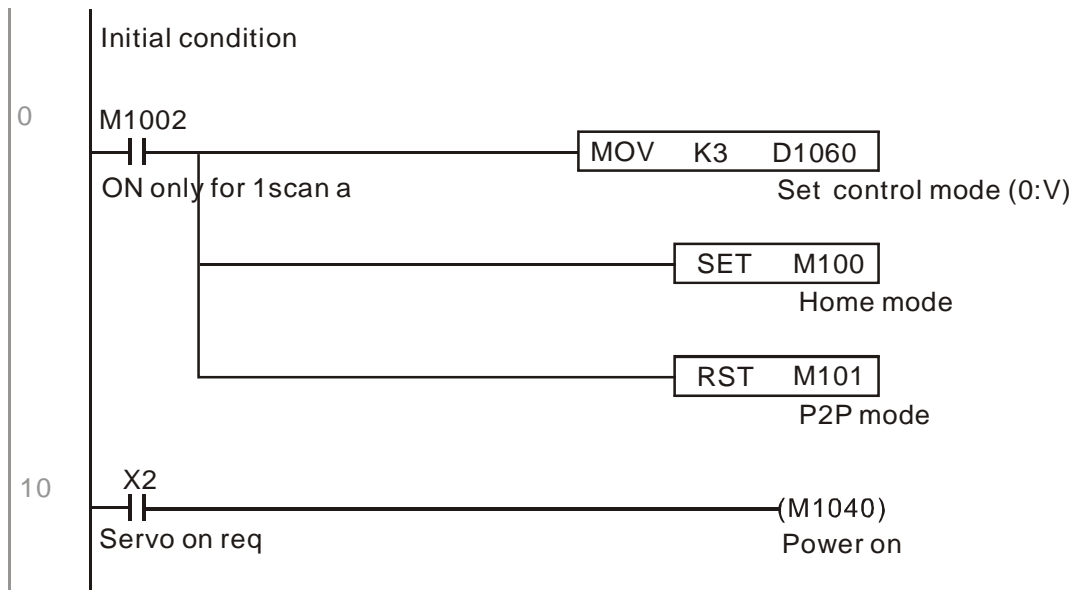 Initial condition
0
M1002
MOV K3 D1060
ON only for 1scan a
Set control mode (0:V)
SET M100
Home mode
RST M101
P2P mode
10
X2
(M1040)
Servo on req
Power on